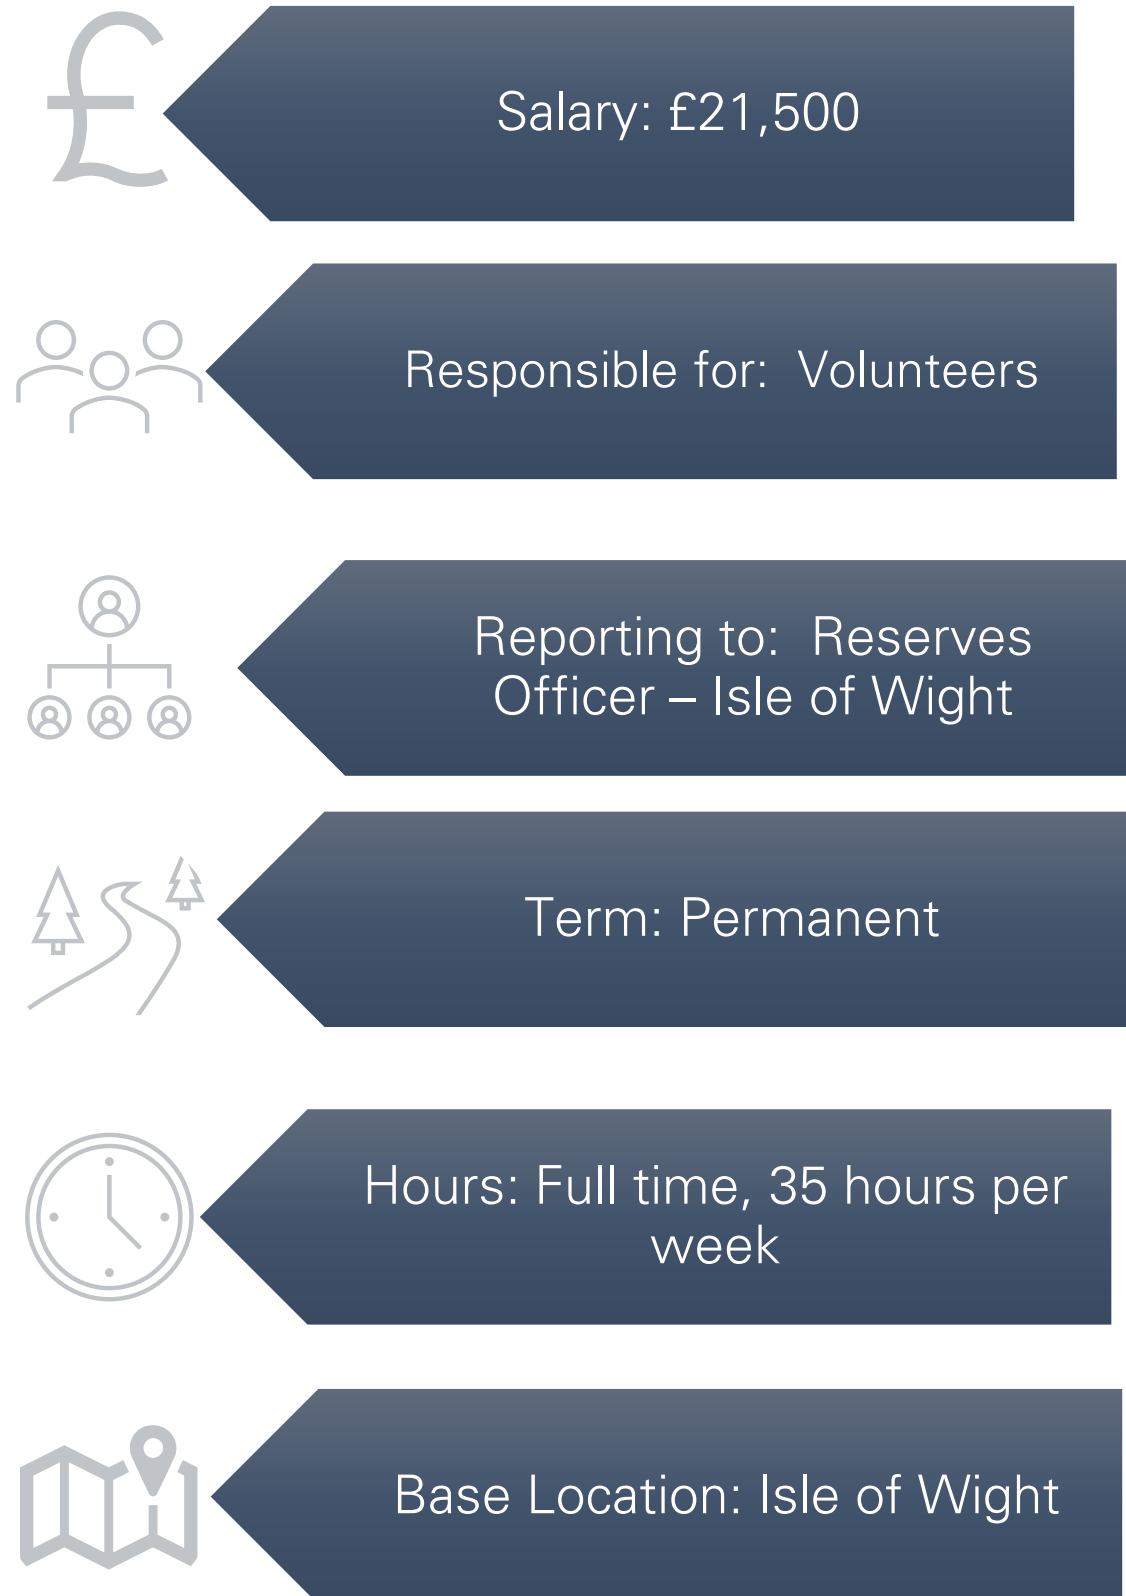 Salary: £21,500
Responsible for:  Volunteers
Reporting to:  Reserves
Officer – Isle of Wight
Term: Permanent
Hours: Full time, 35 hours per
week
Base Location: Isle of Wight